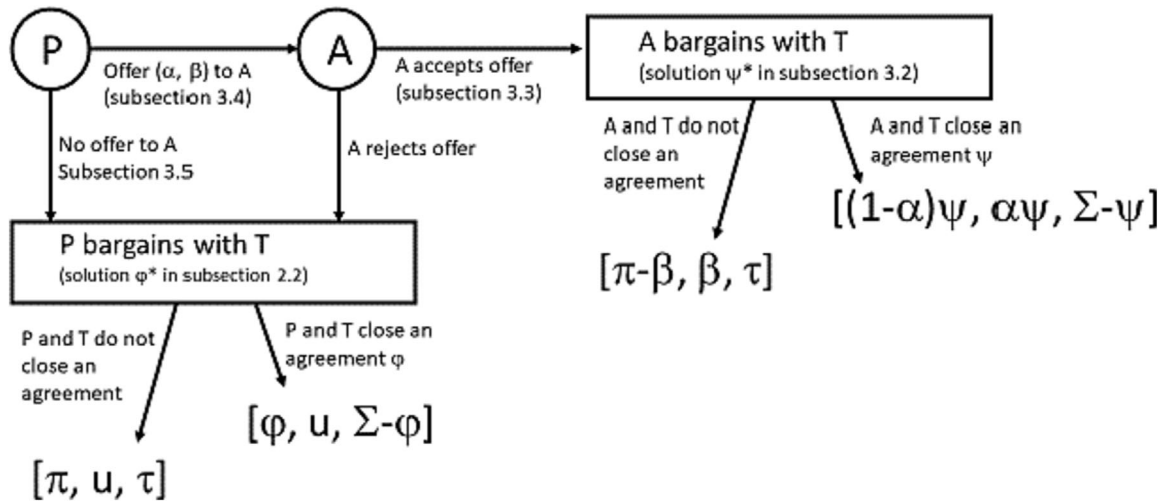 P
Offer (α, β) to A
(subsection 3.4)
A
A accepts offer
(subsection 3.3)
A bargains with T
(solution ψ* in subsection 3.2)
No offer to A
Subsection 3.5
A rejects offer
A and T do not
close an
agreement
A and T close an
agreement ψ
[(1-α)ψ, αψ, Σ-ψ]
[π-β, β, τ]
P bargains with T
(solution φ* in subsection 2.2)
P and T do not
close an
agreement
P and T close an
agreement φ
[φ, u, Σ-φ]
[π, u, τ]